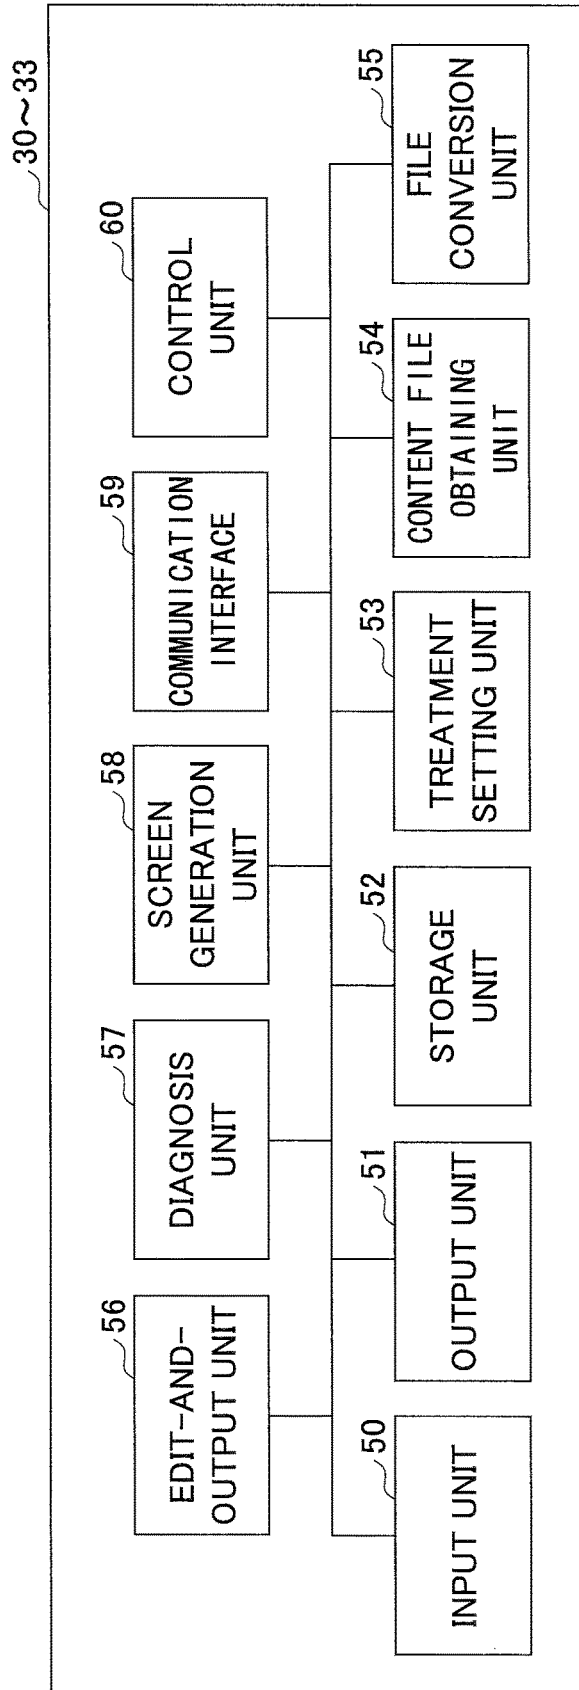 30~33
56
EDIT-AND-
OUTPUT UNIT
57
DIAGNOSIS
UNIT
58
SCREEN
GENERATION
UNIT
59
COMMUNICATION
INTERFACE
60
CONTROL
UNIT
50
INPUT UNIT
51
OUTPUT UNIT
52
STORAGE
UNIT
53
TREATMENT
SETTING UNIT
54
CONTENT FILE
OBTAINING
UNIT
55
FILE
CONVERSION
UNIT